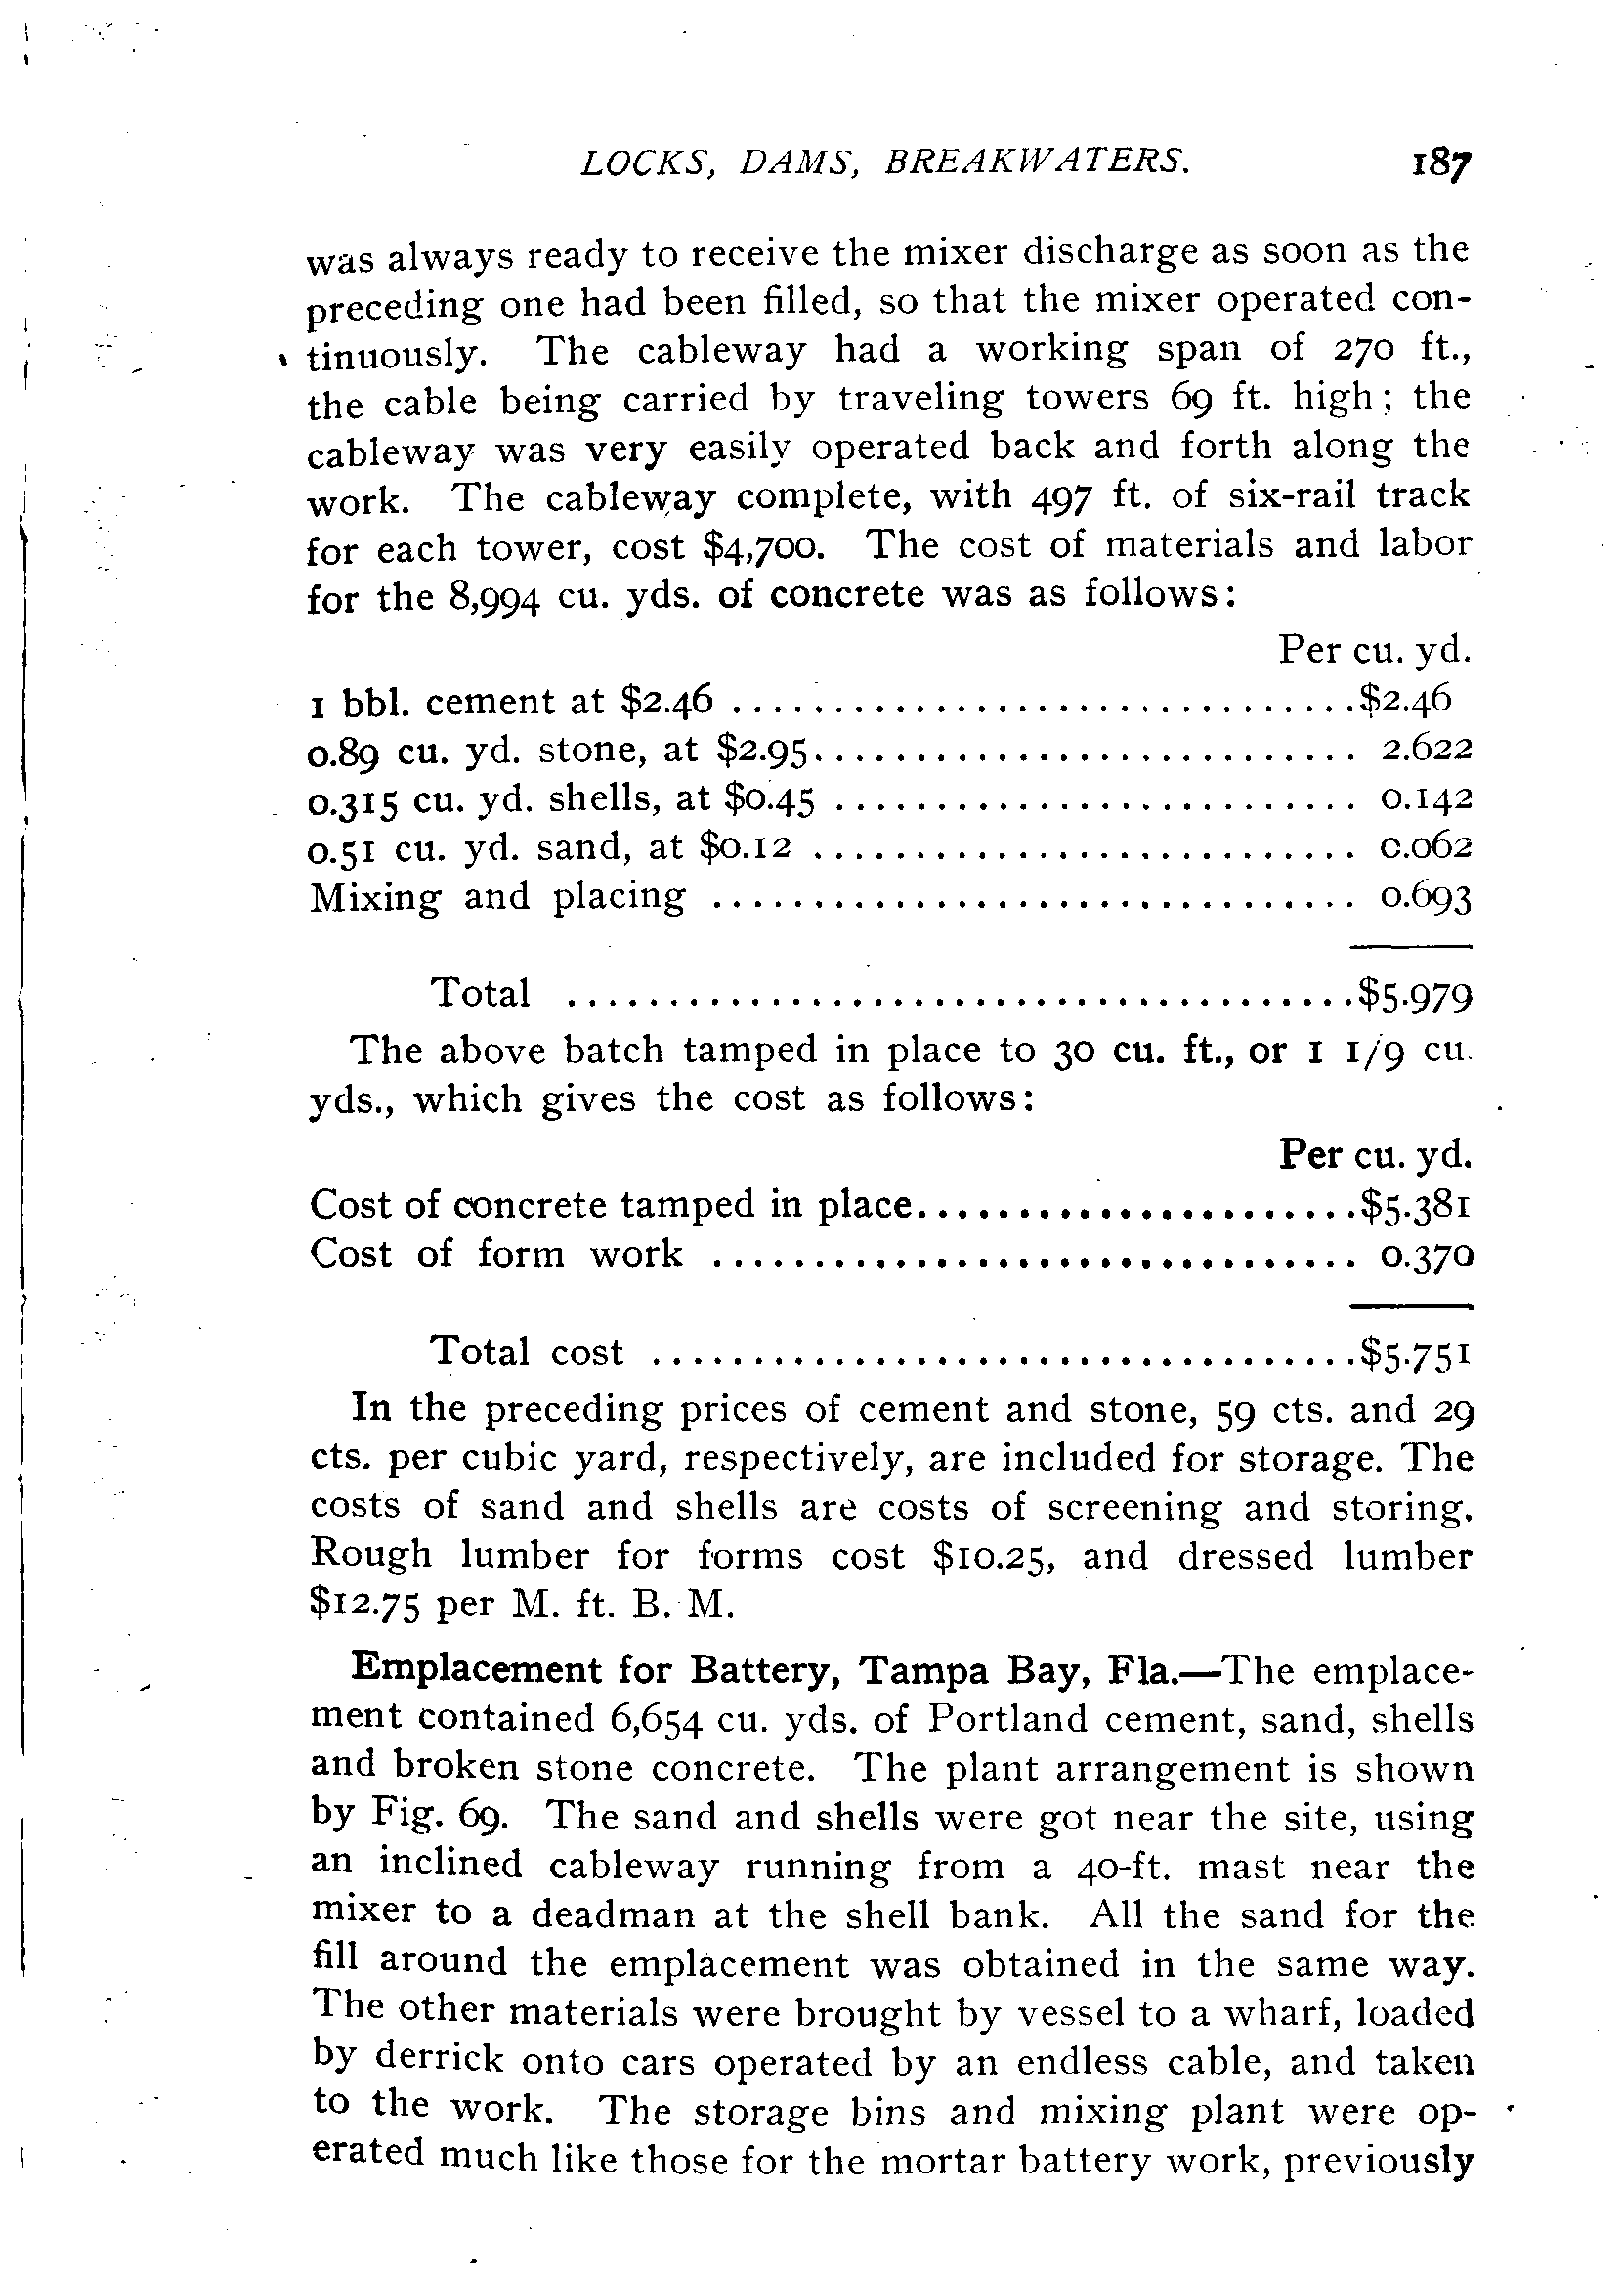 LOCKS, DAMS, BREAKWATERS. 187
was always ready to receive the mixer discharge as soon as the
preceding one had been filled, so that the mixer operated con-
tinuously. The cableway had a working span of 270 ft.,
the cable being carried by traveling towers 69 ft. high; the
cableway was very easily operated back and forth along the
work. The cableway complete, with 497 ft. of six-rail track
for each tower, cost $4,700. The cost of materials and labor
for the 8,994 cu. yds. of concrete was as follows:
Per cu. yd.
1 bbl. cement at $2.46 ...............................$2.46
0.89 cu. yd. stone, at $2.95........................... 2.622
0.315 cu. yd. shells, at $0.45 .......................... 0.142
0.51 cu. yd. sand, at $0.12 ........................... 0.062
Mixing and placing ................................ 0.693
Total .......................................$5.979
The above batch tamped in place to 30 cu. ft., or 1 1/9 cu.
yds., which gives the cost as follows:
Per cu. yd.
Cost of concrete tamped in place......................$5.381
Cost of form work ................................ 0.370
Total cost ...................................$5.751
In the preceding prices of cement and stone, 59 cts. and 29
cts. per cubic yard, respectively, are included for storage. The
costs of sand and shells are costs of screening and storing.
Rough lumber for forms cost $10.25, and dressed lumber
$12.75 per M. ft. B. M.
Emplacement for Battery, Tampa Bay, Fla.—The emplace-
ment contained 6,654 cu. yds. of Portland cement, sand, shells
and broken stone concrete. The plant arrangement is shown
by Fig. 69. The sand and shells were got near the site, using
an inclined cableway running from a 40-ft. mast near the
mixer to a deadman at the shell bank. All the sand for the
fill around the emplacement was obtained in the same way.
The other materials were brought by vessel to a wharf, loaded
by derrick onto cars operated by an endless cable, and taken
to the work. The storage bins and mixing plant were op-
erated much like those for the mortar battery work, previously